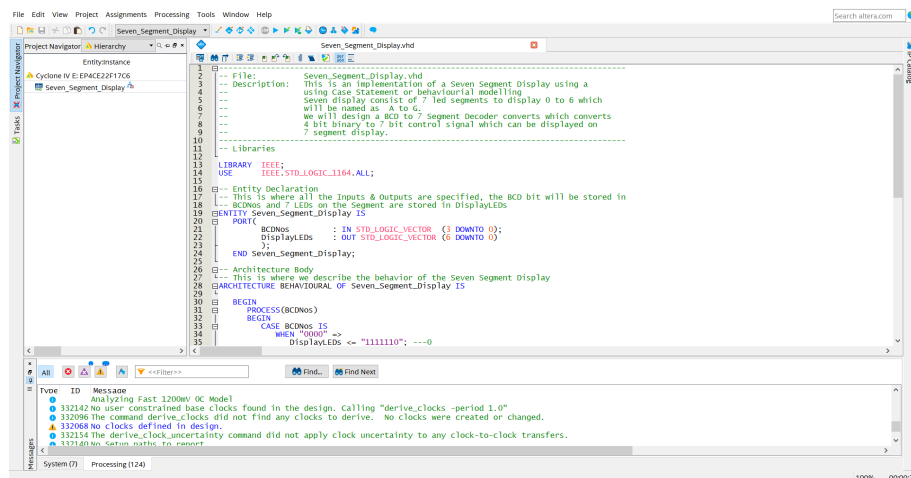 File Edit View Project Assignments Processing Tools Window Help
Search altera.com
Seven_Segment_Display
Project Navigator Hierarchy
Seven_Segment_Display.vhd
Entity:Instance
Cyclone IV E: EP4CE22F17C6
Seven_Segment_Display
Project Navigator
Tasks
1 --------------------------------------------------------------------------------
2 -- File: Seven_Segment_Display.vhd
3 -- Description: This is an implementation of a Seven Segment Display using a
4 -- using Case Statement or behaviourial modelling
5 -- Seven display consist of 7 led segments to display 0 to 6 which
6 -- will be named as A to G.
7 -- We will design a BCD to 7 Segment Decoder converts which converts
8 -- 4 bit binary to 7 bit control signal which can be displayed on
9 -- 7 segment display.
10 --------------------------------------------------------------------------------
11 -- Libraries
12
13 LIBRARY IEEE;
14 USE IEEE.STD_LOGIC_1164.ALL;
15
16 -- Entity Declaration
17 -- This is where all the Inputs & Outputs are specified, the BCD bit will be stored in
18 -- BCDNos and 7 LEDs on the Segment are stored in DisplayLEDs
19 ENTITY Seven_Segment_Display IS
20 PORT(
21 BCDNos : IN STD_LOGIC_VECTOR (3 DOWNTO 0);
22 DisplayLEDs : OUT STD_LOGIC_VECTOR (6 DOWNTO 0)
23 );
24 END Seven_Segment_Display;
25
26 -- Architecture Body
27 -- This is where we describe the behavior of the Seven Segment Display
28 ARCHITECTURE BEHAVIOURAL OF Seven_Segment_Display IS
29
30 BEGIN
31 PROCESS(BCDNos)
32 BEGIN
33 CASE BCDNos IS
34 WHEN "0000" =>
35 DisplayLEDs <= "1111110"; ---0
All <<Filter>> Find... Find Next
Type ID Message
Analyzing Fast 1200mV 0C Model
332142 No user constrained base clocks found in the design. Calling "derive_clocks -period 1.0"
332096 The command derive_clocks did not find any clocks to derive. No clocks were created or changed.
332068 No clocks defined in design.
332154 The derive_clock_uncertainty command did not apply clock uncertainty to any clock-to-clock transfers.
332140 No Setup paths to report
Messages
System (7) Processing (124)
100%